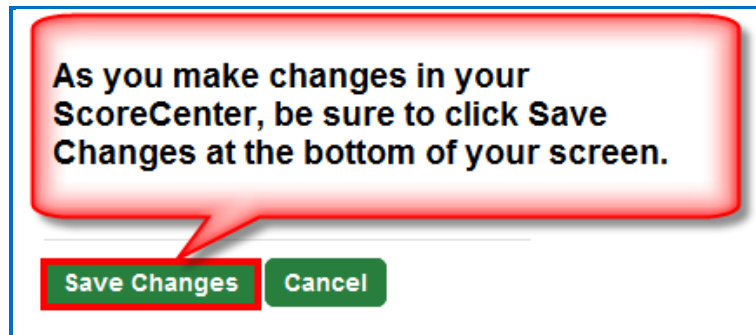 As you make changes in your
ScoreCenter, be sure to click Save
Changes at the bottom of your screen.
Save Changes Cancel